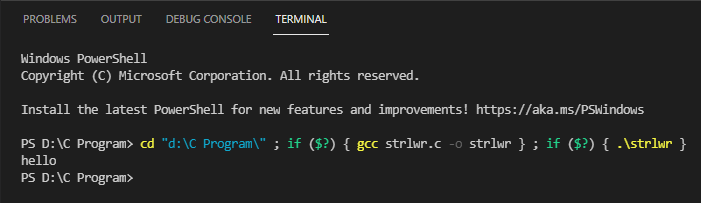 PROBLEMS OUTPUT DEBUG CONSOLE TERMINAL
Windows PowerShell
Copyright (C) Microsoft Corporation. All rights reserved.
Install the latest PowerShell for new features and improvements! https://aka.ms/PSWindows
PS D:\C Program> cd "d:\C Program\" ; if ($?) { gcc strlwr.c -o strlwr } ; if ($?) { .\strlwr }
hello
PS D:\C Program>